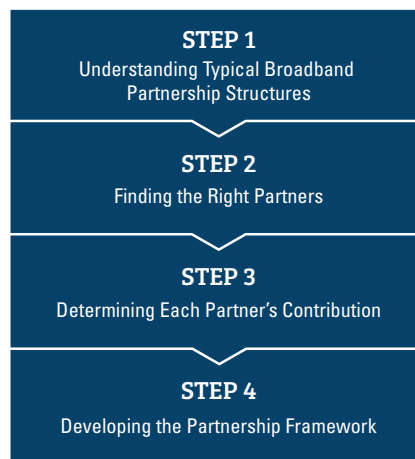 STEP 1
Understanding Typical Broadband
Partnership Structures
STEP 2
Finding the Right Partners
STEP 3
Determining Each Partner’s Contribution
STEP 4
Developing the Partnership Framework